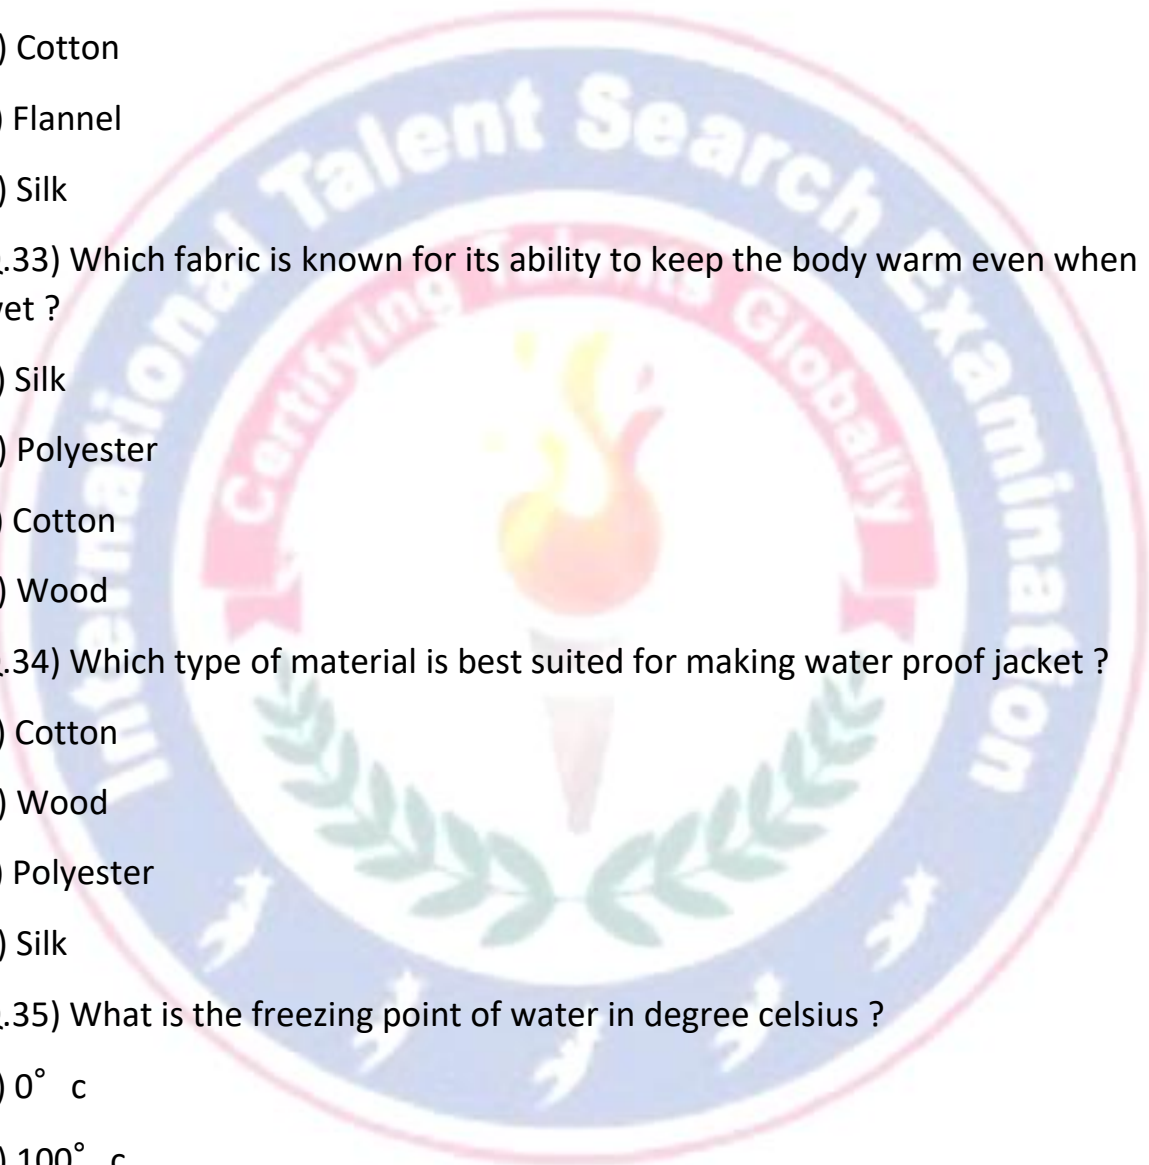 ) Cotton
) Flannel
) Silk
.33) Which fabric is known for its ability to keep the body warm even when
vet ?
) Silk
) Polyester
) Cotton
) Wood
.34) Which type of material is best suited for making water proof jacket ?
) Cotton
) Wood
) Polyester
) Silk
.35) What is the freezing point of water in degree celsius ?
) 0° c
) 100° c
International Talent Search Examination
Certifying Talents Globally